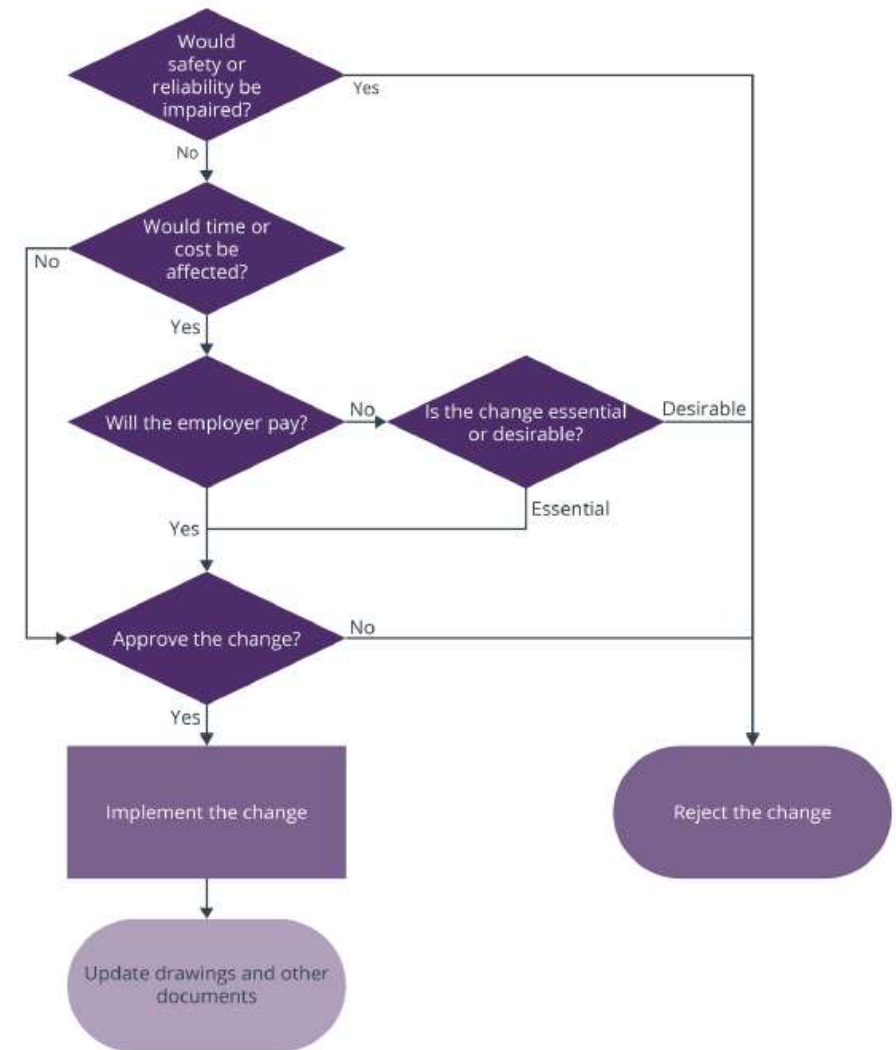 Would
safety or
reliability be
impaired?
Yes
No
Would time or
cost be
affected?
No
Yes
Will the employer pay?
No
Is the change essential
or desirable?
Desirable
Essential
Yes
Approve the change?
No
Yes
Implement the change
Reject the change
Update drawings and other
documents